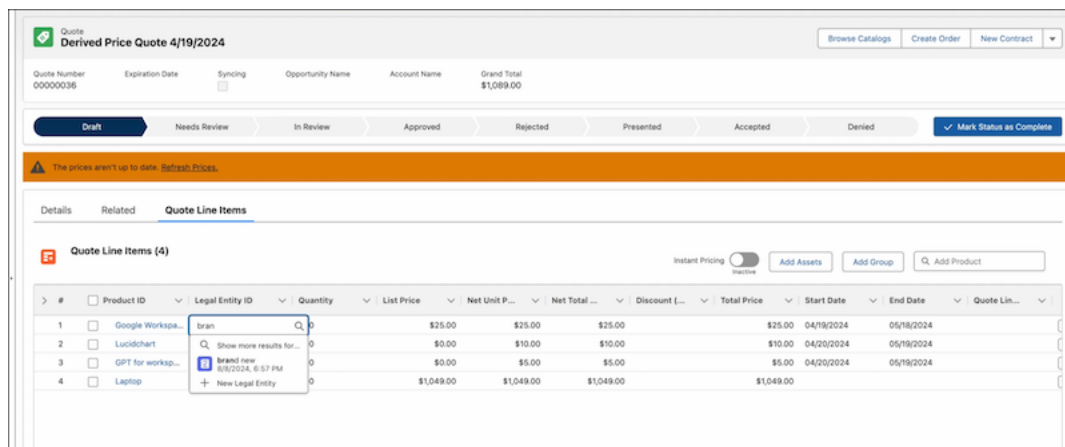 Quote
Derived Price Quote 4/19/2024
Browse Catalogs Create Order New Contract
Quote Number Expiration Date Syncing Opportunity Name Account Name Grand Total
00000036 $1,089.00
Draft Needs Review In Review Approved Rejected Presented Accepted Denied Mark Status as Complete
The prices aren't up to date. Refresh Prices.
Details Related Quote Line Items
Quote Line Items (4)
Instant Pricing Inactive Add Assets Add Group Add Product
# Product ID Legal Entity ID Quantity List Price Net Unit P... Net Total ... Discount (... Total Price Start Date End Date Quote Lin...
1 Google Workspa... bran 0 $25.00 $25.00 $25.00 $25.00 04/19/2024 05/18/2024
Show more results for...
2 Lucidchart 0 $0.00 $10.00 $10.00 $10.00 04/20/2024 05/19/2024
brand new
8/8/2024, 6:57 PM
3 GPT for worksp... 0 $0.00 $5.00 $5.00 $5.00 04/20/2024 05/19/2024
New Legal Entity
4 Laptop 0 $1,049.00 $1,049.00 $1,049.00 $1,049.00